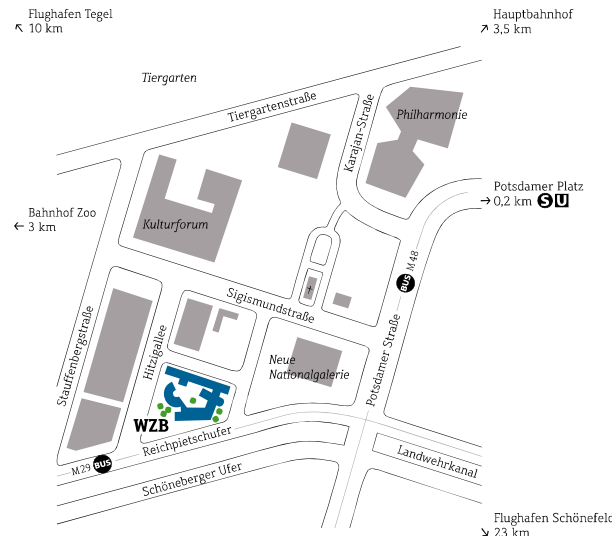 Flughafen Tegel
10 km
Hauptbahnhof
3,5 km
Tiergarten
Tiergartenstraße
Karajan-Straße
Philharmonie
Potsdamer Platz
0,2 km S U
Bahnhof Zoo
3 km
Kulturforum
BUS M48
Sigismundstraße
Stauffenbergstraße
Hitzigallee
Potsdamer Straße
Neue
Nationalgalerie
WZB
Reichpietschufer
M29 BUS
Landwehrkanal
Schöneberger Ufer
Flughafen Schönefeld
23 km